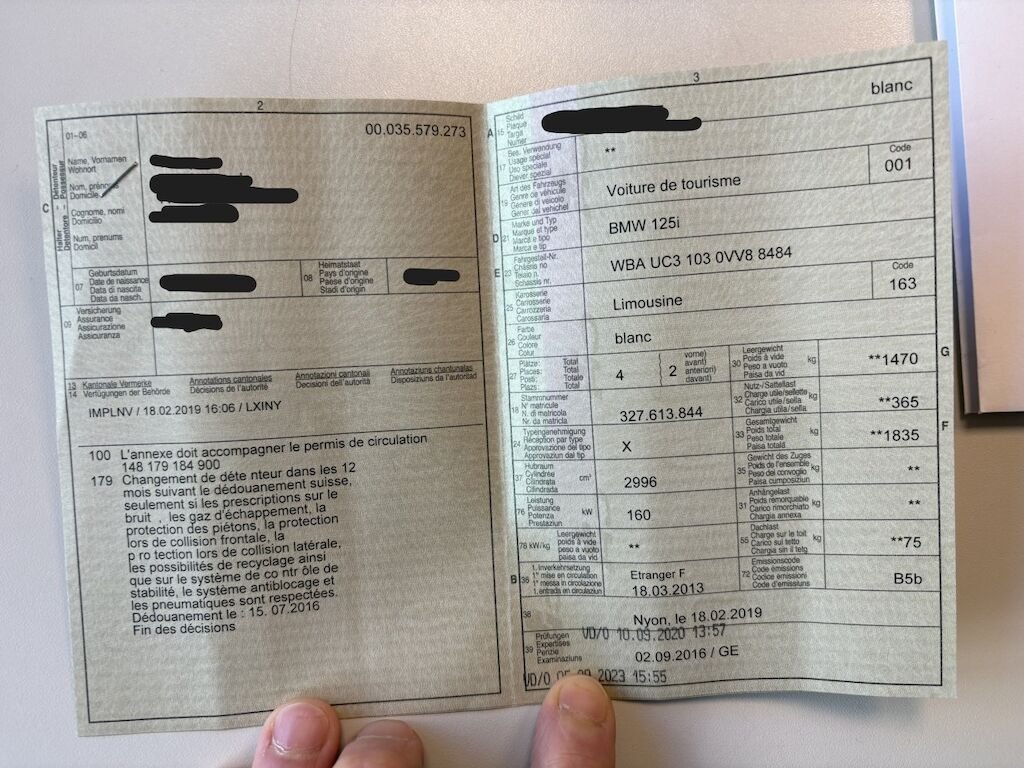 2
01–06
00.035.579.273
Name, Vornamen
Wohnort
Nom, prénoms
Domicile
Cognome, nomi
Domicilio
Num, prenums
Domicil
C
Halter – Détenteur
Detentore – Possessur
07
Geburtsdatum
Date de naissance
Data di nascita
Data da nasch.
08
Heimatstaat
Pays d'origine
Paese d'origine
Stadi d'origin
09
Versicherung
Assurance
Assicurazione
Assicuranza
13 Kantonale Vermerke
14 Verfügungen der Behörde
Annotations cantonales
Décisions de l'autorité
Annotazioni cantonali
Decisioni dell'autorità
Annotaziuns chantunalas
Disposiziuns da l'autoritad
IMPLNV / 18.02.2019 16:06 / LXINY
100 L'annexe doit accompagner le permis de circulation
148 179 184 900
179 Changement de déte nteur dans les 12
mois suivant le dédouanement suisse,
seulement si les prescriptions sur le
bruit , les gaz d'échappement, la
protection des piétons, la protection
lors de collision frontale, la
p ro tection lors de collision latérale,
les possibilités de recyclage ainsi
que sur le système de co ntr ôle de
stabilité, le système antiblocage et
les pneumatiques sont respectées.
Dédouanement le : 15. 07.2016
Fin des décisions
3
blanc
A
15
Schild
Plaque
Targa
Numer
17
Bes. Verwendung
Usage spécial
Uso speciale
Diever spezial
**
19
Art des Fahrzeugs
Genre de véhicule
Genere di veicolo
Gener dal vehichel
Voiture de tourisme
Code
001
D
21
Marke und Typ
Marque et type
Marca e tipo
Marca e tip
BMW 125i
E
23
Fahrgestell-Nr.
Châssis no
Telaio n.
Schassis nr.
WBA UC3 103 0VV8 8484
25
Karosserie
Carrosserie
Carrozzeria
Carossaria
Limousine
Code
163
26
Farbe
Couleur
Colore
Colur
blanc
27
Plätze: Total
Places: Total
Posti: Totale
Plazs: Total
4
2
vorne)
avant)
anteriori)
davant)
30
Leergewicht
Poids à vide
Peso a vuoto
Paisa da vid
kg
**1470
G
18
Stammnummer
N° matricule
N. di matricola
Nr. da matricla
327.613.844
32
Nutz-/Sattellast
Charge utile/sellette
Carico utile/sella
Chargia utila/sella
kg
**365
24
Typengenehmigung
Réception par type
Approvazione del tipo
Approvaziun dal tip
X
33
Gesamtgewicht
Poids total
Peso totale
Paisa totala
kg
**1835
F
37
Hubraum
Cylindrée
Cilindrata
Cilindrada
cm³
2996
35
Gewicht des Zuges
Poids de l'ensemble
Peso del convoglio
Paisa cumposiziun
kg
**
76
Leistung
Puissance
Potenza
Prestaziun
kW
160
31
Anhängelast
Poids remorquable
Carico rimorchiato
Chargia annexa
kg
**
78 kW/kg
Leergewicht
poids à vide
peso a vuoto
paisa da vid
**
55
Dachlast
Charge sur le toit
Carico sul tetto
Chargia sin il tetg
kg
**75
B
36
1. Inverkehrsetzung
1re mise en circulation
1a messa in circolazione
1. entrada en circulaziun
Etranger F
18.03.2013
72
Emissionscode
Code émissions
Codice emissioni
Code d'emissiuns
B5b
38
Nyon, le 18.02.2019
39
Prüfungen
Expertises
Perizie
Examinaziuns
VD/O 10.09.2020 13:57
02.09.2016 / GE
VD/O 2023 15:55